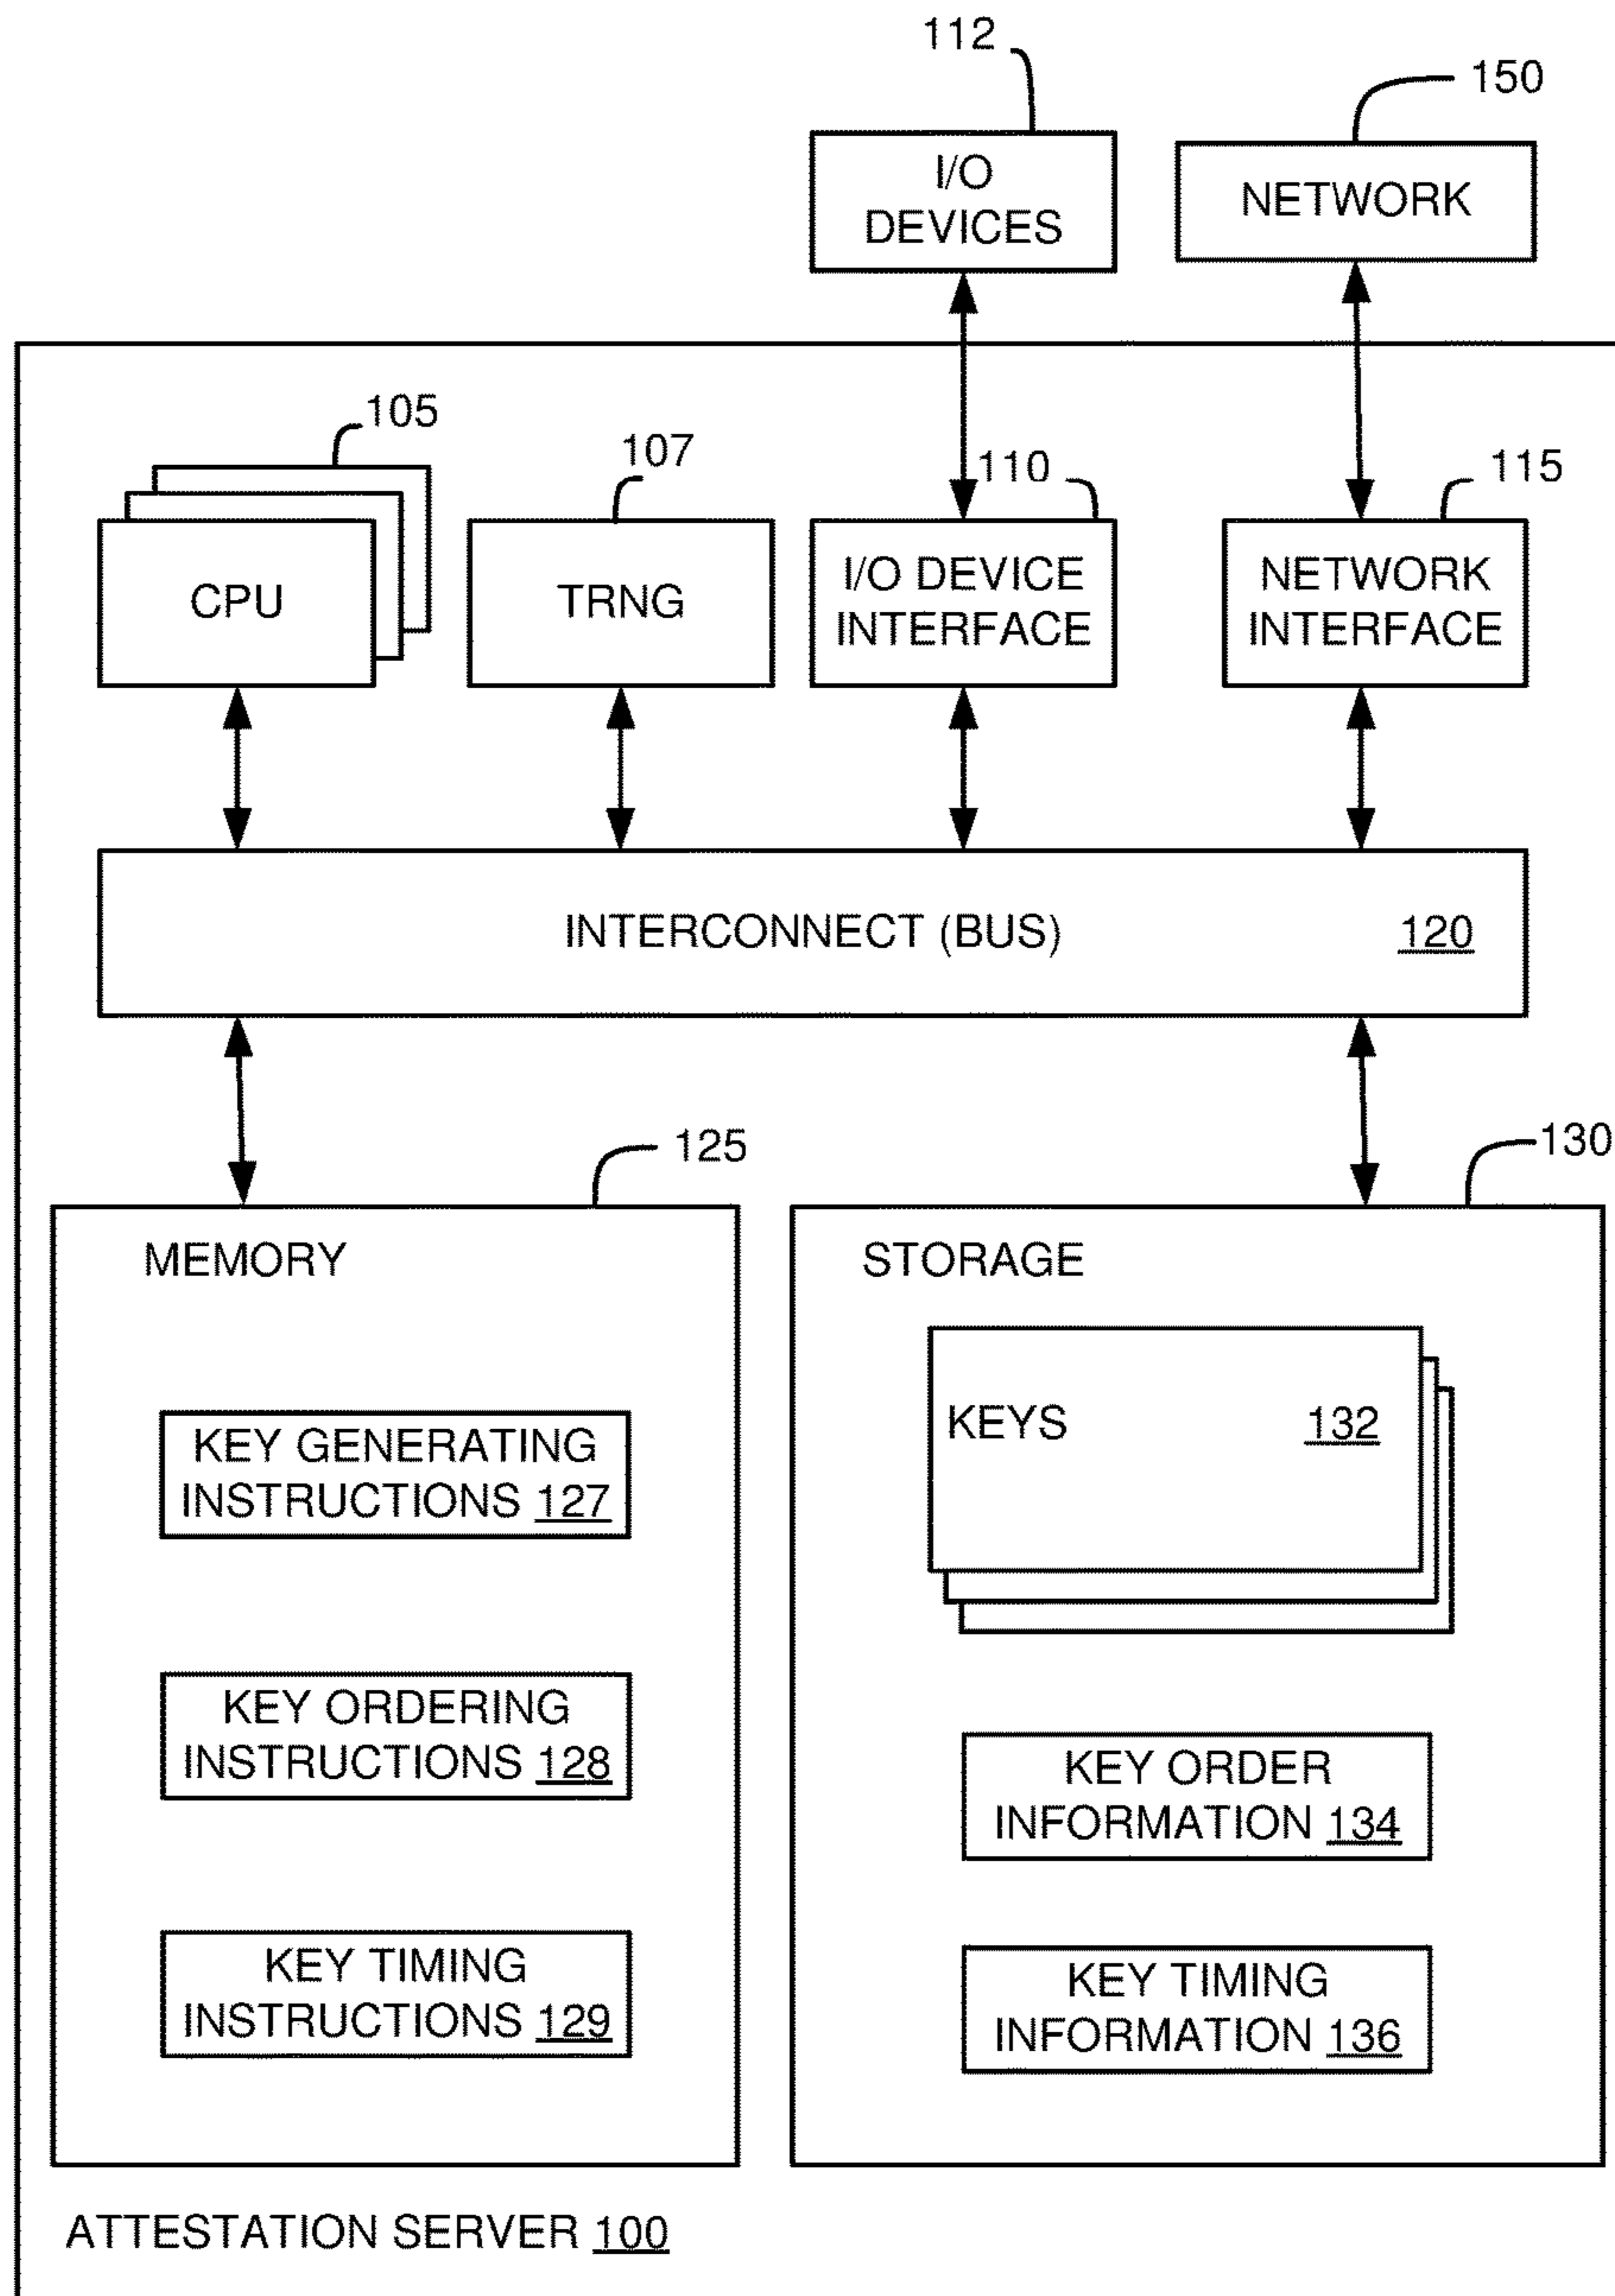 112
150
I/O
DEVICES
NETWORK
105
107
110
115
CPU
TRNG
I/O DEVICE
INTERFACE
NETWORK
INTERFACE
INTERCONNECT (BUS) 120
125
130
MEMORY
KEY GENERATING
INSTRUCTIONS 127
KEY ORDERING
INSTRUCTIONS 128
KEY TIMING
INSTRUCTIONS 129
STORAGE
KEYS 132
KEY ORDER
INFORMATION 134
KEY TIMING
INFORMATION 136
ATTESTATION SERVER 100